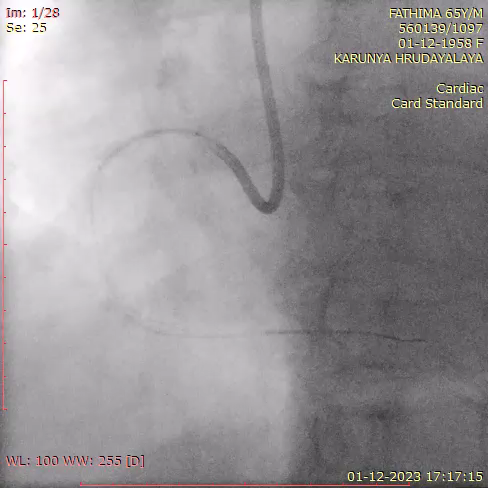 Im: 1/28
Se: 25
FATHIMA 65Y/M
560139/1097
01-12-1958 F
KARUNYA HRUDAYALAYA
Cardiac
Card Standard
WL: 100 WW: 255 [D]
01-12-2023 17:17:15